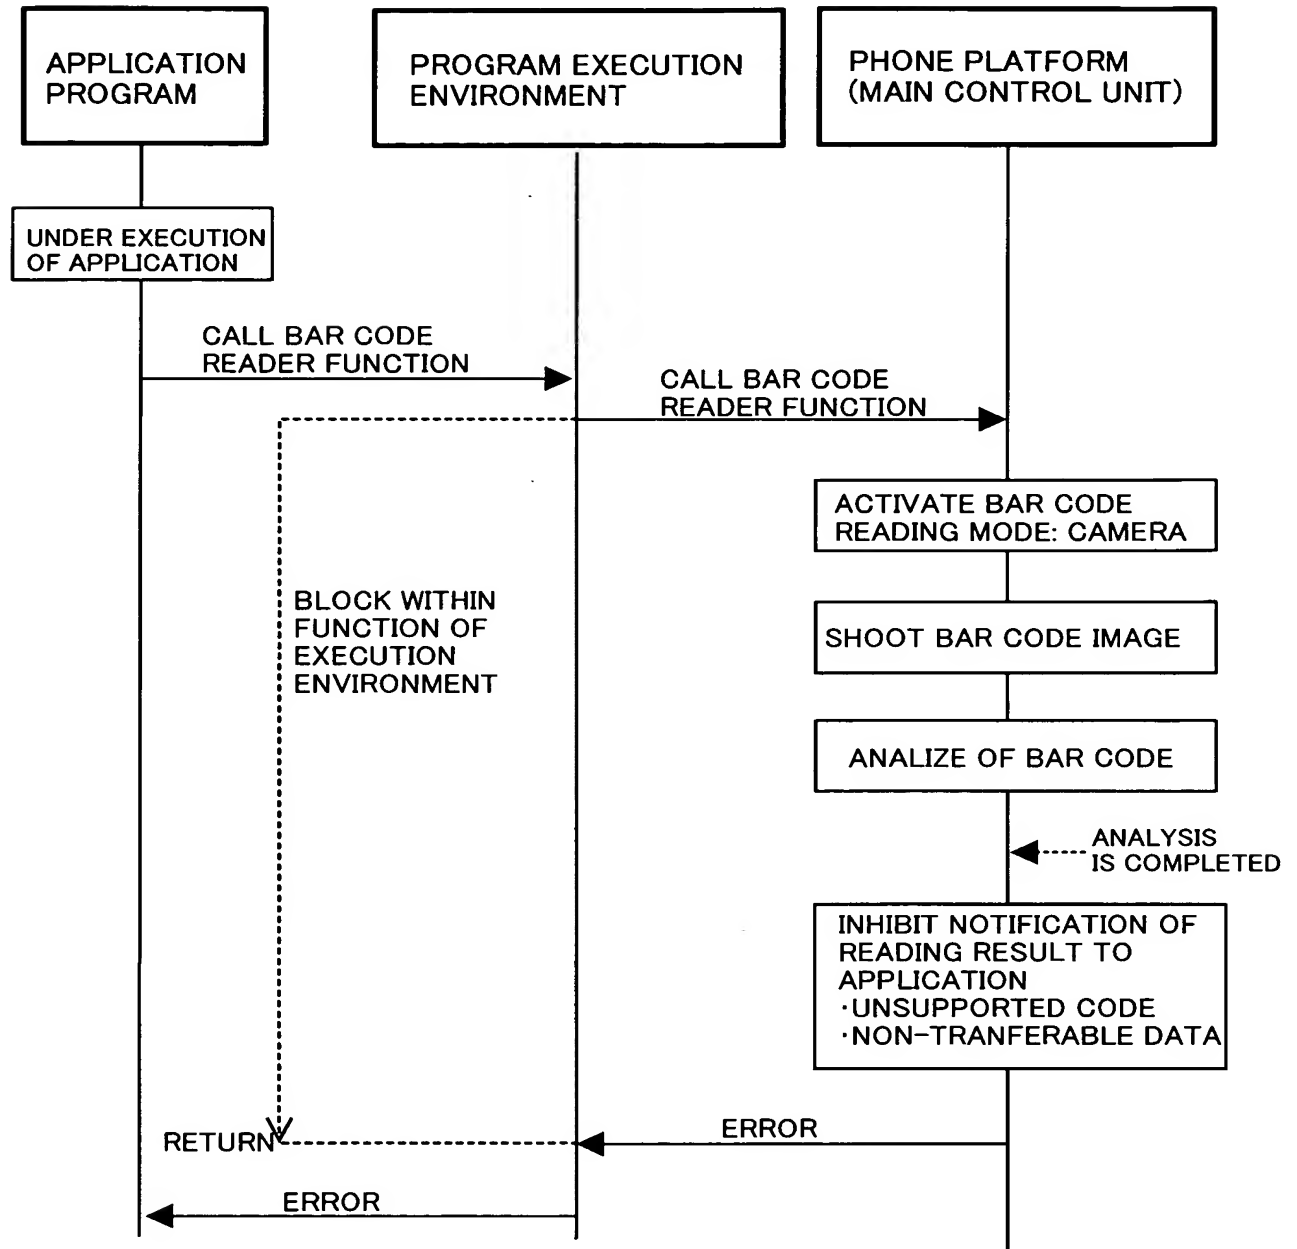 APPLICATION
PROGRAM
PROGRAM EXECUTION
ENVIRONMENT
PHONE PLATFORM
(MAIN CONTROL UNIT)
UNDER EXECUTION
OF APPLICATION
CALL BAR CODE
READER FUNCTION
CALL BAR CODE
READER FUNCTION
ACTIVATE BAR CODE
READING MODE: CAMERA
BLOCK WITHIN
FUNCTION OF
EXECUTION
ENVIRONMENT
SHOOT BAR CODE IMAGE
ANALIZE OF BAR CODE
ANALYSIS
IS COMPLETED
INHIBIT NOTIFICATION OF
READING RESULT TO
APPLICATION
・UNSUPPORTED CODE
・NON-TRANFERABLE DATA
RETURN
ERROR
ERROR